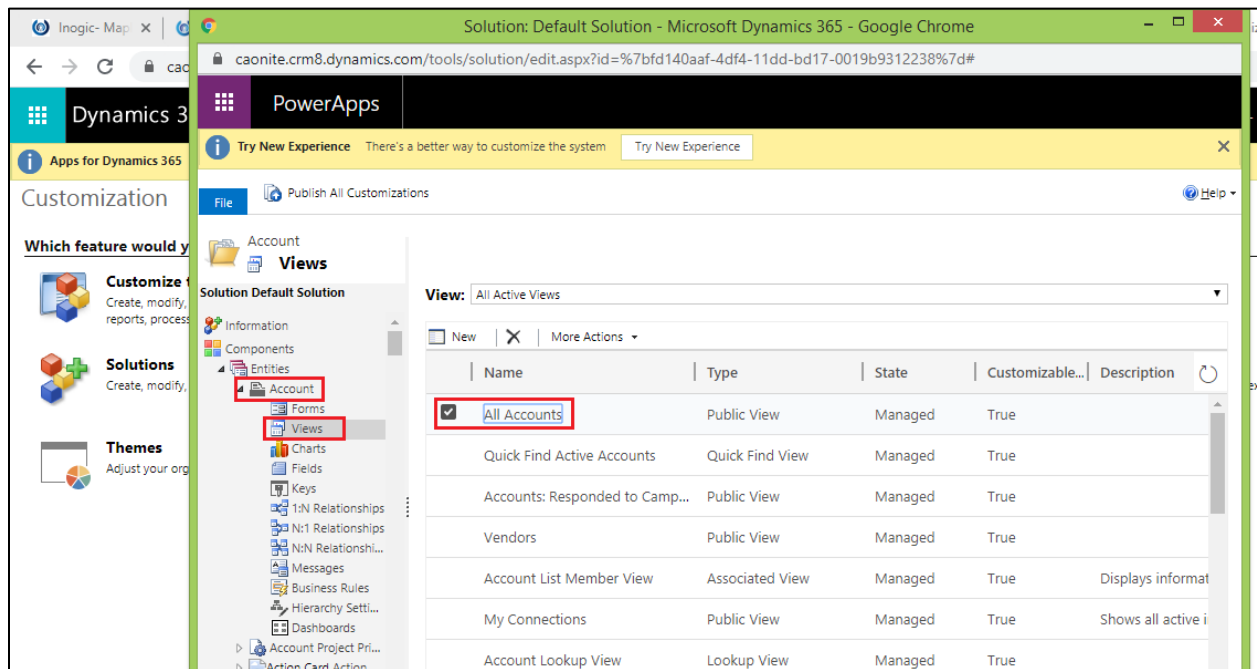 Inogic- Map
Solution: Default Solution - Microsoft Dynamics 365 - Google Chrome
caonite.crm8.dynamics.com/tools/solution/edit.aspx?id=%7bfd140aaf-4df4-11dd-bd17-0019b9312238%7d#
cao
Dynamics 3
PowerApps
Apps for Dynamics 365
Try New Experience There's a better way to customize the system Try New Experience
Customization
File Publish All Customizations Help
Which feature would y
Customize t
Create, modify,
reports, process
Solutions
Create, modify,
Themes
Adjust your org
Account
Views
Solution Default Solution
Information
Components
Entities
Account
Forms
Views
Charts
Fields
Keys
1:N Relationships
N:1 Relationships
N:N Relationshi...
Messages
Business Rules
Hierarchy Setti...
Dashboards
Account Project Pri...
Action Card Action
View: All Active Views
New More Actions
Name Type State Customizable... Description
All Accounts Public View Managed True
Quick Find Active Accounts Quick Find View Managed True
Accounts: Responded to Camp... Public View Managed True
Vendors Public View Managed True
Account List Member View Associated View Managed True Displays informat
My Connections Public View Managed True Shows all active i
Account Lookup View Lookup View Managed True